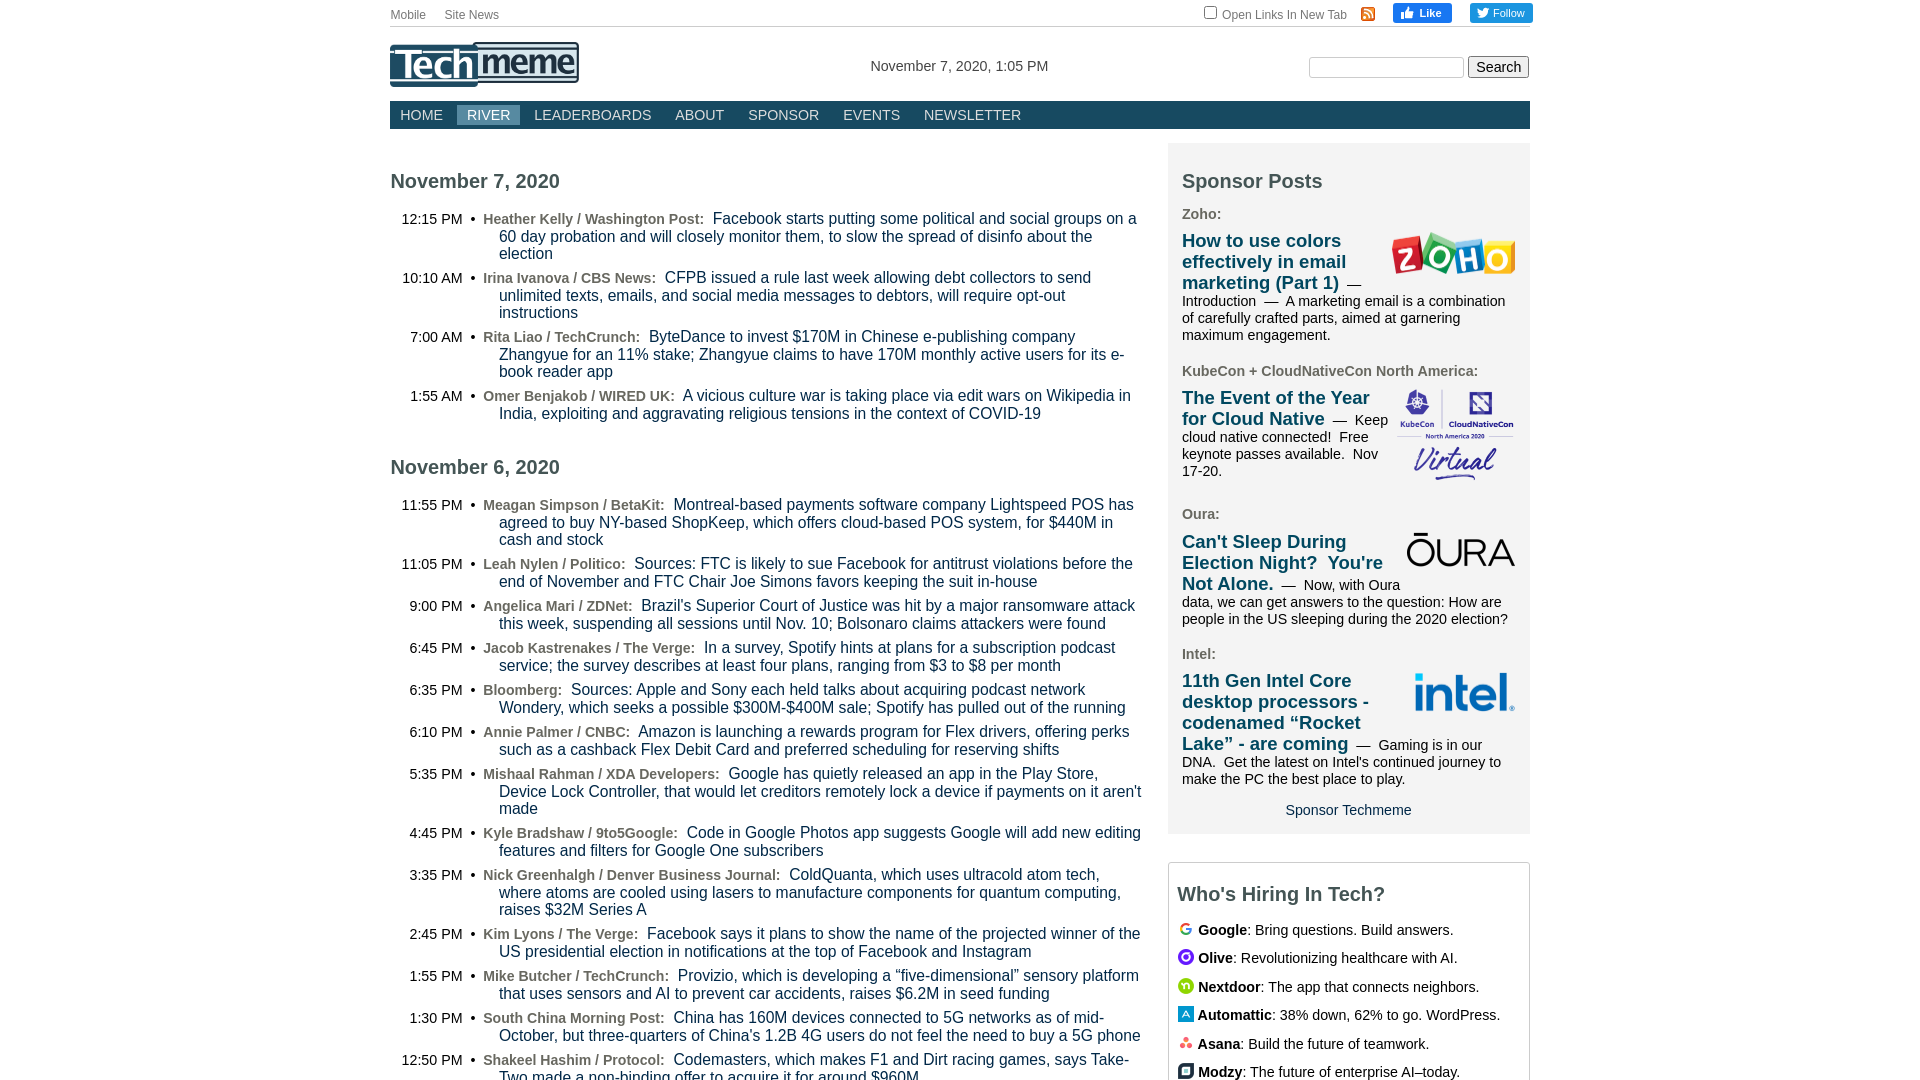 Mobile Site News Open Links In New Tab Like Follow
Techmeme
November 7, 2020, 1:05 PM
Search
HOME RIVER LEADERBOARDS ABOUT SPONSOR EVENTS NEWSLETTER
November 7, 2020
12:15 PM • Heather Kelly / Washington Post: Facebook starts putting some political and social groups on a
60 day probation and will closely monitor them, to slow the spread of disinfo about the
election
10:10 AM • Irina Ivanova / CBS News: CFPB issued a rule last week allowing debt collectors to send
unlimited texts, emails, and social media messages to debtors, will require opt-out
instructions
7:00 AM • Rita Liao / TechCrunch: ByteDance to invest $170M in Chinese e-publishing company
Zhangyue for an 11% stake; Zhangyue claims to have 170M monthly active users for its e-
book reader app
1:55 AM • Omer Benjakob / WIRED UK: A vicious culture war is taking place via edit wars on Wikipedia in
India, exploiting and aggravating religious tensions in the context of COVID-19
November 6, 2020
11:55 PM • Meagan Simpson / BetaKit: Montreal-based payments software company Lightspeed POS has
agreed to buy NY-based ShopKeep, which offers cloud-based POS system, for $440M in
cash and stock
11:05 PM • Leah Nylen / Politico: Sources: FTC is likely to sue Facebook for antitrust violations before the
end of November and FTC Chair Joe Simons favors keeping the suit in-house
9:00 PM • Angelica Mari / ZDNet: Brazil's Superior Court of Justice was hit by a major ransomware attack
this week, suspending all sessions until Nov. 10; Bolsonaro claims attackers were found
6:45 PM • Jacob Kastrenakes / The Verge: In a survey, Spotify hints at plans for a subscription podcast
service; the survey describes at least four plans, ranging from $3 to $8 per month
6:35 PM • Bloomberg: Sources: Apple and Sony each held talks about acquiring podcast network
Wondery, which seeks a possible $300M-$400M sale; Spotify has pulled out of the running
6:10 PM • Annie Palmer / CNBC: Amazon is launching a rewards program for Flex drivers, offering perks
such as a cashback Flex Debit Card and preferred scheduling for reserving shifts
5:35 PM • Mishaal Rahman / XDA Developers: Google has quietly released an app in the Play Store,
Device Lock Controller, that would let creditors remotely lock a device if payments on it aren't
made
4:45 PM • Kyle Bradshaw / 9to5Google: Code in Google Photos app suggests Google will add new editing
features and filters for Google One subscribers
3:35 PM • Nick Greenhalgh / Denver Business Journal: ColdQuanta, which uses ultracold atom tech,
where atoms are cooled using lasers to manufacture components for quantum computing,
raises $32M Series A
2:45 PM • Kim Lyons / The Verge: Facebook says it plans to show the name of the projected winner of the
US presidential election in notifications at the top of Facebook and Instagram
1:55 PM • Mike Butcher / TechCrunch: Provizio, which is developing a “five-dimensional” sensory platform
that uses sensors and AI to prevent car accidents, raises $6.2M in seed funding
1:30 PM • South China Morning Post: China has 160M devices connected to 5G networks as of mid-
October, but three-quarters of China's 1.2B 4G users do not feel the need to buy a 5G phone
12:50 PM • Shakeel Hashim / Protocol: Codemasters, which makes F1 and Dirt racing games, says Take-
Two made a non-binding offer to acquire it for around $960M
Sponsor Posts
Zoho:
ZOHO
How to use colors
effectively in email
marketing (Part 1) —
Introduction — A marketing email is a combination
of carefully crafted parts, aimed at garnering
maximum engagement.
KubeCon + CloudNativeCon North America:
The Event of the Year
for Cloud Native — Keep
cloud native connected! Free
keynote passes available. Nov
17-20.
KubeCon CloudNativeCon
North America 2020
Virtual
Oura:
ŌURA
Can't Sleep During
Election Night? You're
Not Alone. — Now, with Oura
data, we can get answers to the question: How are
people in the US sleeping during the 2020 election?
Intel:
intel®
11th Gen Intel Core
desktop processors -
codenamed “Rocket
Lake” - are coming — Gaming is in our
DNA. Get the latest on Intel's continued journey to
make the PC the best place to play.
Sponsor Techmeme
Who's Hiring In Tech?
Google: Bring questions. Build answers.
Olive: Revolutionizing healthcare with AI.
Nextdoor: The app that connects neighbors.
Automattic: 38% down, 62% to go. WordPress.
Asana: Build the future of teamwork.
Modzy: The future of enterprise AI–today.